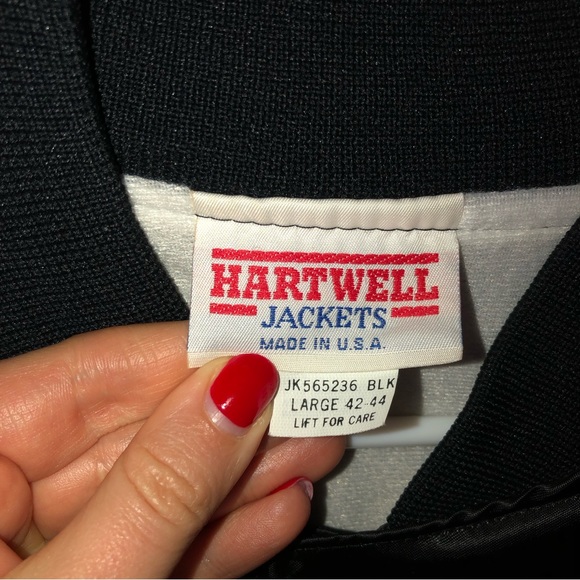 HARTWELL
JACKETS
MADE IN U.S.A.
JK565236 BLK
LARGE 42-44
LIFT FOR CARE